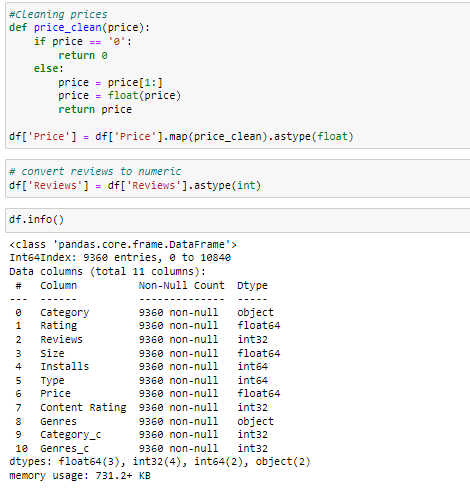 #Cleaning prices
def price_clean(price):
    if price == '0':
        return 0
    else:
        price = price[1:]
        price = float(price)
        return price

df['Price'] = df['Price'].map(price_clean).astype(float)
# convert reviews to numeric
df['Reviews'] = df['Reviews'].astype(int)
df.info()
<class 'pandas.core.frame.DataFrame'>
Int64Index: 9360 entries, 0 to 10840
Data columns (total 11 columns):
 #   Column          Non-Null Count  Dtype
---  ------          --------------  -----
 0   Category        9360 non-null   object
 1   Rating          9360 non-null   float64
 2   Reviews         9360 non-null   int32
 3   Size            9360 non-null   float64
 4   Installs        9360 non-null   int64
 5   Type            9360 non-null   int64
 6   Price           9360 non-null   float64
 7   Content Rating  9360 non-null   int32
 8   Genres          9360 non-null   object
 9   Category_c      9360 non-null   int32
 10  Genres_c        9360 non-null   int32
dtypes: float64(3), int32(4), int64(2), object(2)
memory usage: 731.2+ KB